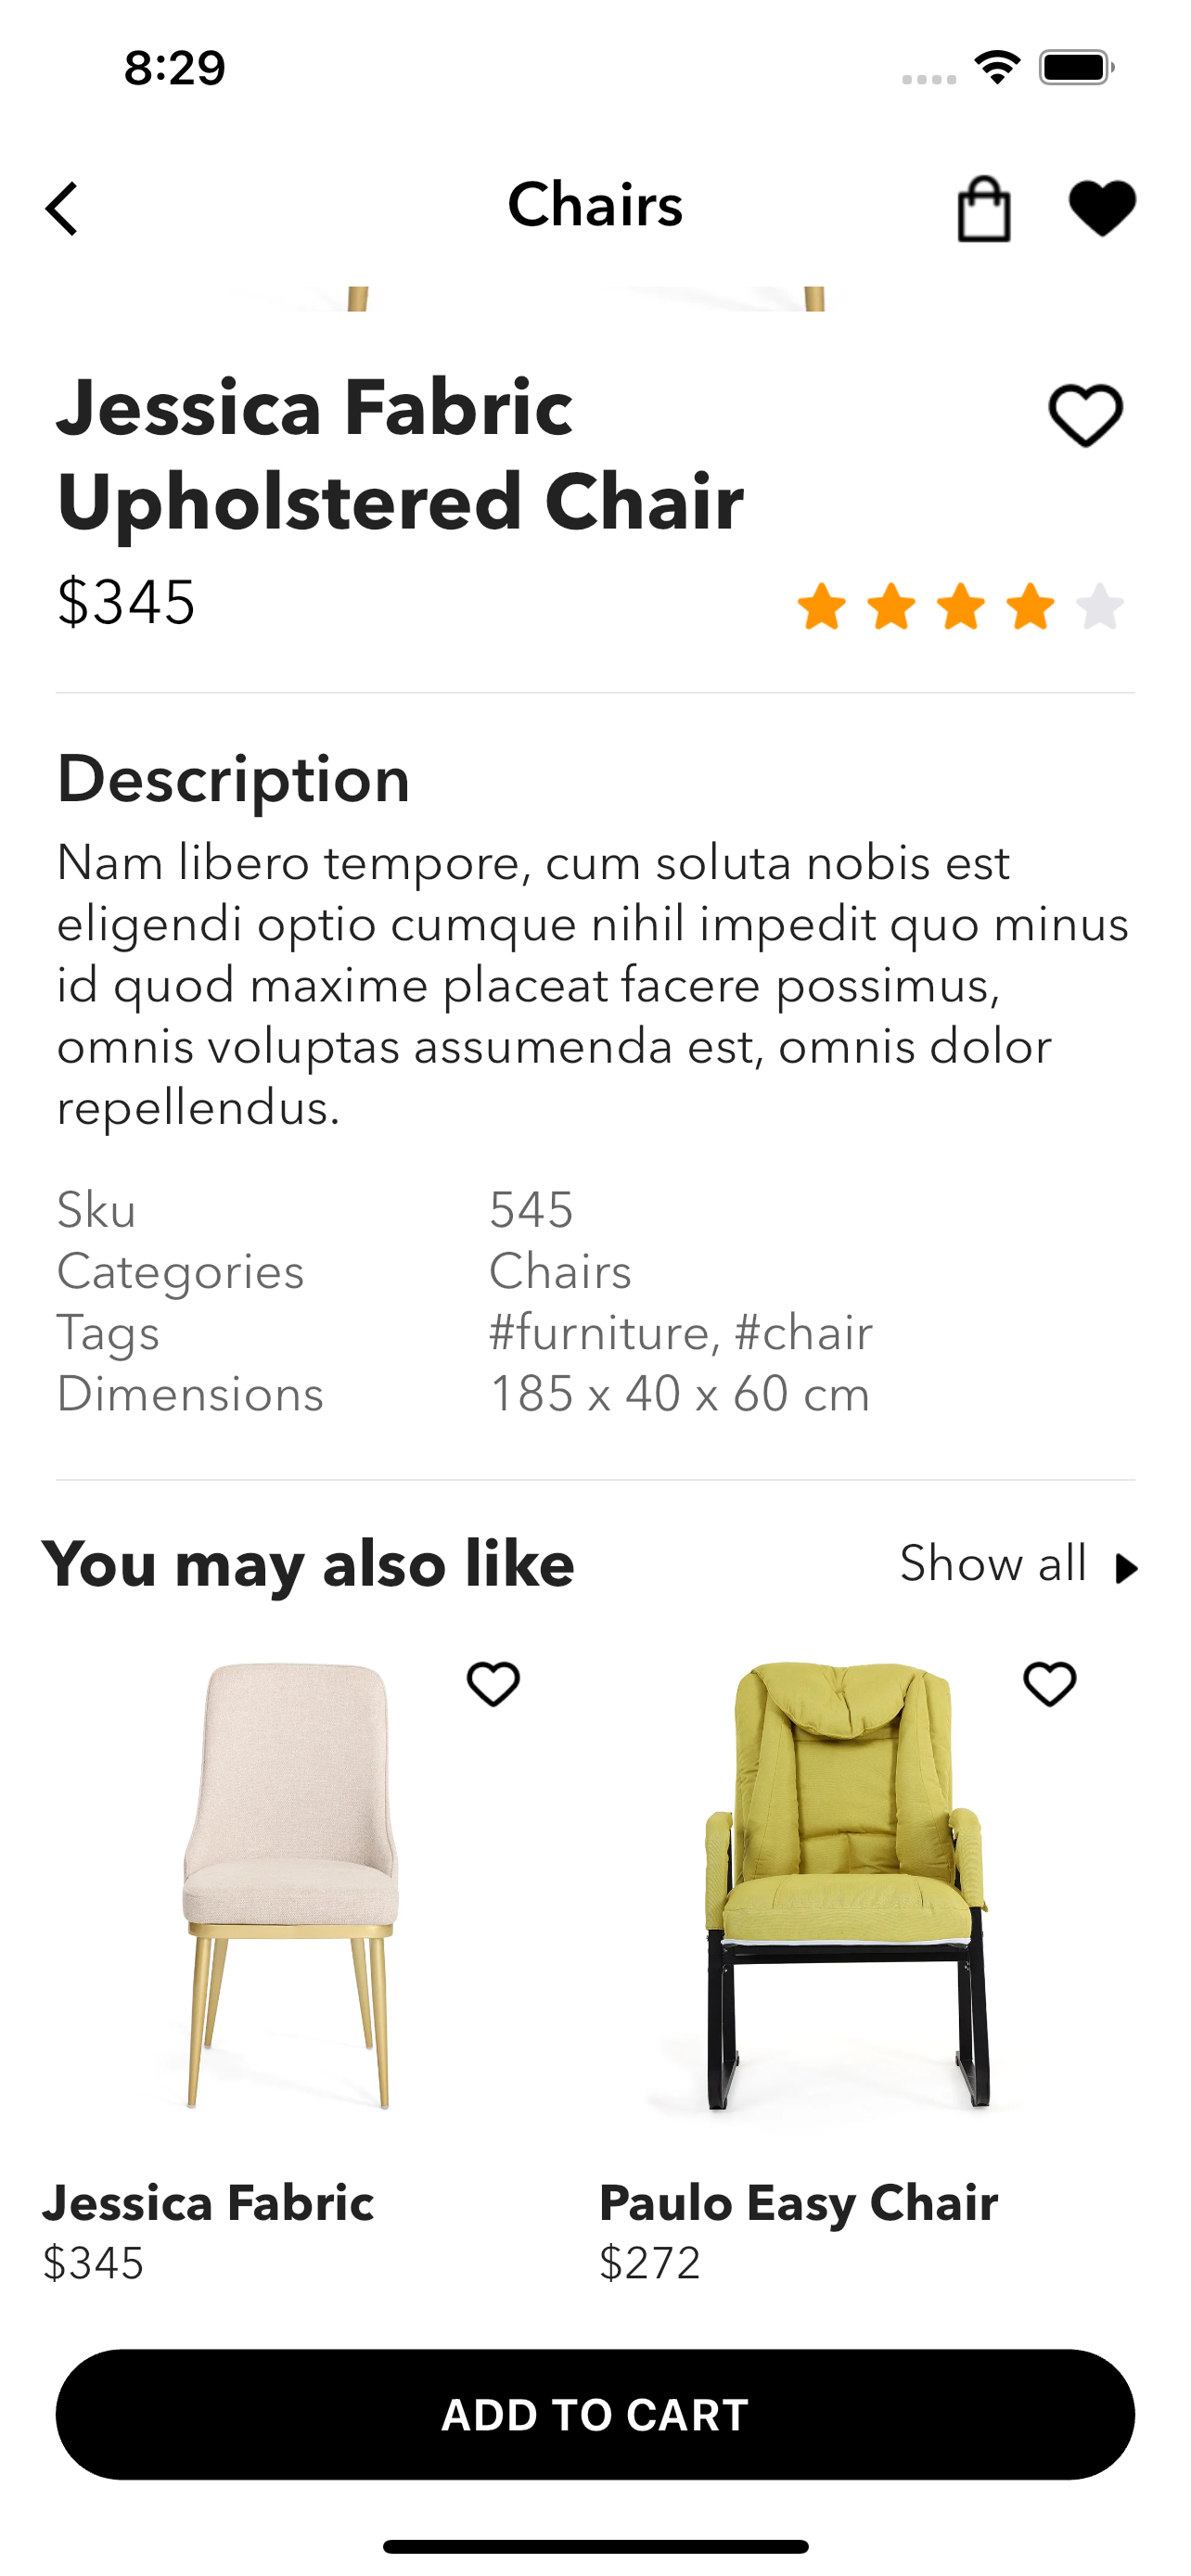 8:29
Chairs
Jessica Fabric
Upholstered Chair
$345
Description
Nam libero tempore, cum soluta nobis est
eligendi optio cumque nihil impedit quo minus
id quod maxime placeat facere possimus,
omnis voluptas assumenda est, omnis dolor
repellendus.
Sku 545
Categories Chairs
Tags #furniture, #chair
Dimensions 185 x 40 x 60 cm
You may also like Show all
Jessica Fabric Paulo Easy Chair
$345 $272
ADD TO CART